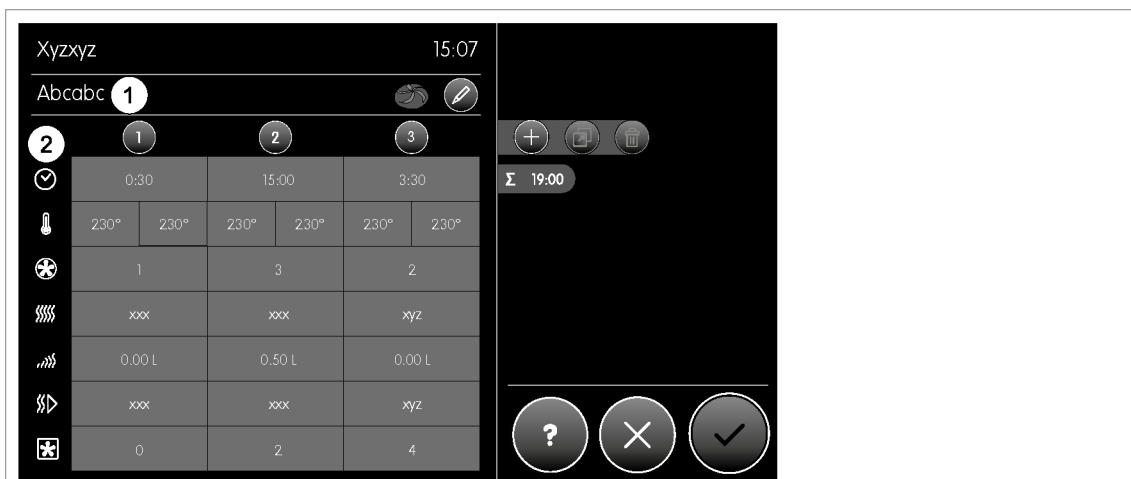 Xyzxyz 15:07
Abcabc 1
2 1 2 3
0:30 15:00 3:30
230° 230° 230° 230° 230° 230°
1 3 2
xxx xxx xyz
0.00 L 0.50 L 0.00 L
xxx xxx xyz
0 2 4
Σ 19:00
?